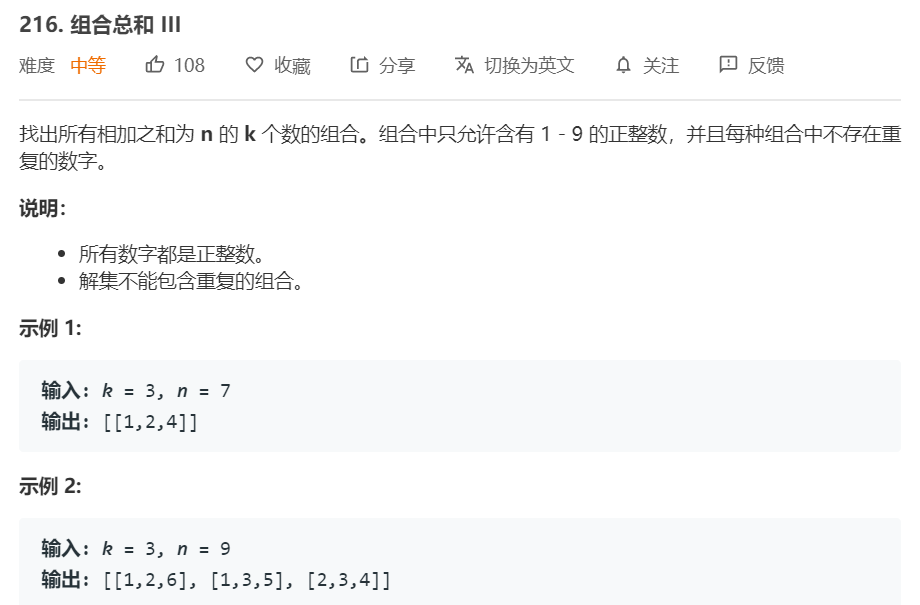 216. 组合总和 III
难度 中等 108 收藏 分享 切换为英文 关注 反馈
找出所有相加之和为 n 的 k 个数的组合。组合中只允许含有 1 - 9 的正整数，并且每种组合中不存在重
复的数字。
说明：
所有数字都是正整数。
解集不能包含重复的组合。
示例 1:
输入: k = 3, n = 7
输出: [[1,2,4]]
示例 2:
输入: k = 3, n = 9
输出: [[1,2,6], [1,3,5], [2,3,4]]